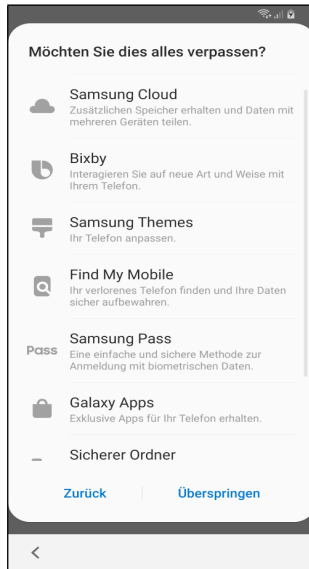 Möchten Sie dies alles verpassen?
Samsung Cloud
Zusätzlichen Speicher erhalten und Daten mit
mehreren Geräten teilen.
Bixby
Interagieren Sie auf neue Art und Weise mit
Ihrem Telefon.
Samsung Themes
Ihr Telefon anpassen.
Find My Mobile
Ihr verlorenes Telefon finden und Ihre Daten
sicher aufbewahren.
Pass
Samsung Pass
Eine einfache und sichere Methode zur
Anmeldung mit biometrischen Daten.
Galaxy Apps
Exklusive Apps für Ihr Telefon erhalten.
Sicherer Ordner
Zurück
Überspringen